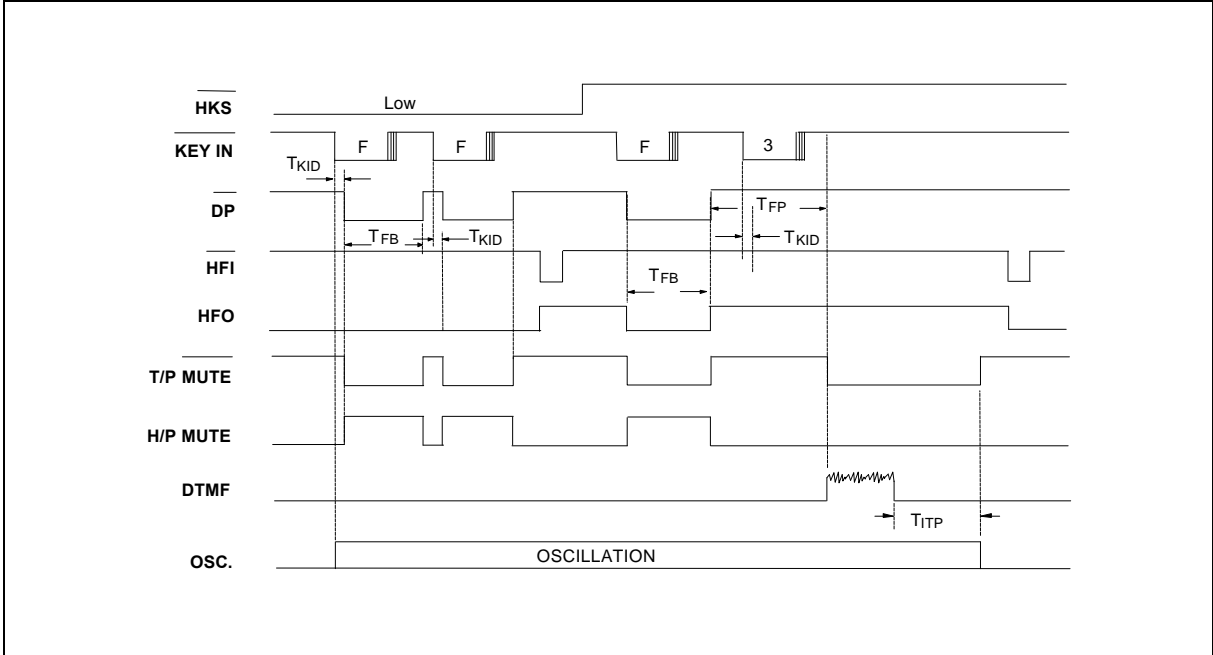 HKS
Low
KEY IN
F
F
F
3
TKID
DP
TFB
TKID
TFP
TKID
HFI
TFB
HFO
T/P MUTE
H/P MUTE
DTMF
TITP
OSC.
OSCILLATION